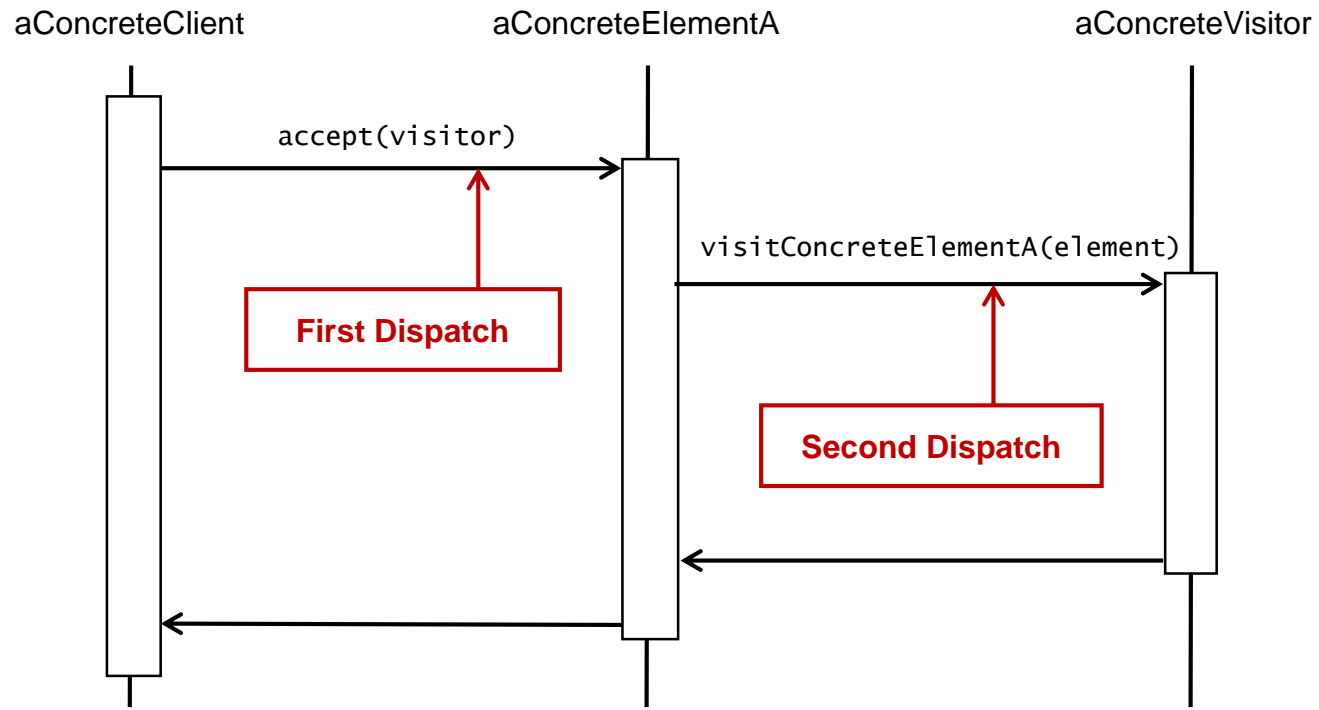 aConcreteClient
aConcreteElementA
aConcreteVisitor
accept(visitor)
visitConcreteElementA(element)
First Dispatch
Second Dispatch